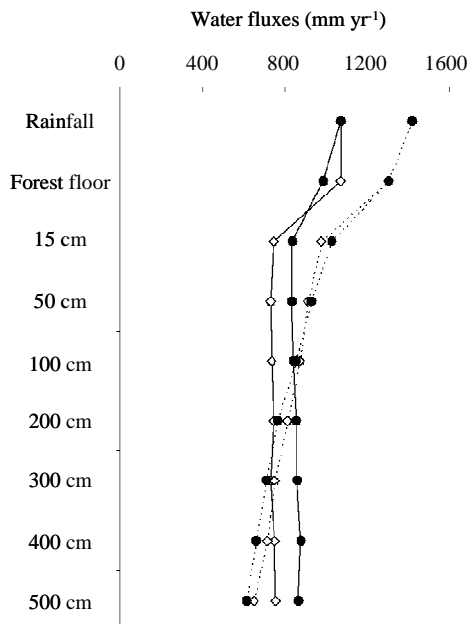 Water fluxes (mm yr-1)
0 400 800 1200 1600
Rainfall
Forest floor
15 cm
50 cm
100 cm
200 cm
300 cm
400 cm
500 cm